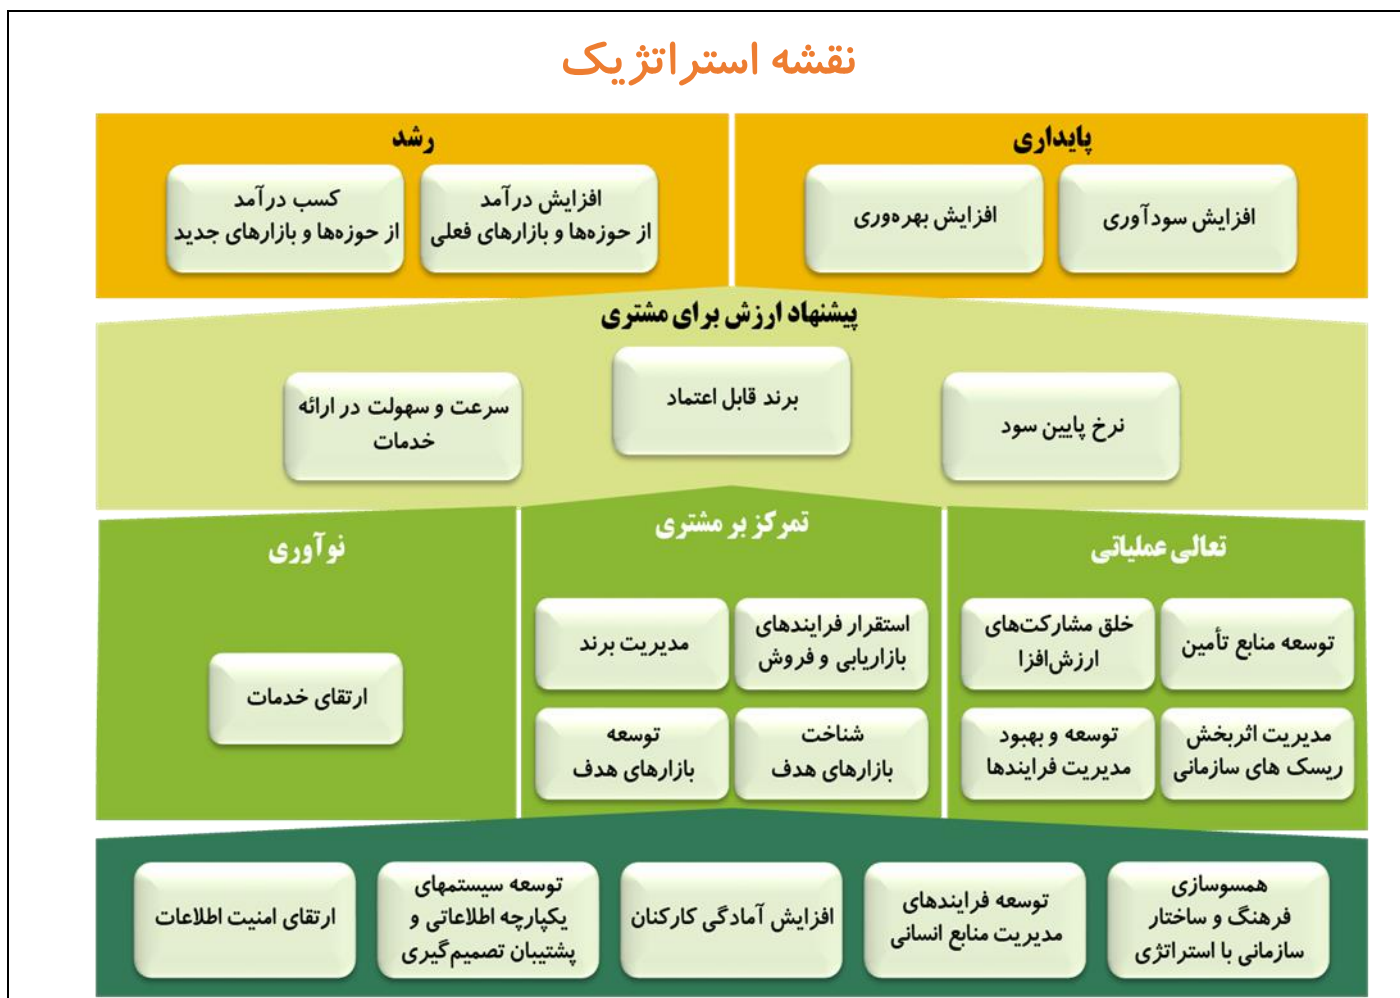 نقشه استراتژیک
پایداری
افزایش سودآوری
افزایش بهره‌وری
رشد
افزایش درآمد
از حوزه‌ها و بازارهای فعلی
کسب درآمد
از حوزه‌ها و بازارهای جدید
پیشنهاد ارزش برای مشتری
نرخ پایین سود
برند قابل اعتماد
سرعت و سهولت در ارائه
خدمات
تعالی عملیاتی
توسعه منابع تأمین
خلق مشارکت‌های
ارزش‌افزا
مدیریت اثربخش
ریسک های سازمانی
توسعه و بهبود
مدیریت فرایندها
تمرکز بر مشتری
استقرار فرایندهای
بازاریابی و فروش
مدیریت برند
شناخت
بازارهای هدف
توسعه
بازارهای هدف
نوآوری
ارتقای خدمات
همسوسازی
فرهنگ و ساختار
سازمانی با استراتژی
توسعه فرایندهای
مدیریت منابع انسانی
افزایش آمادگی کارکنان
توسعه سیستمهای
یکپارچه اطلاعاتی و
پشتیبان تصمیم‌گیری
ارتقای امنیت اطلاعات